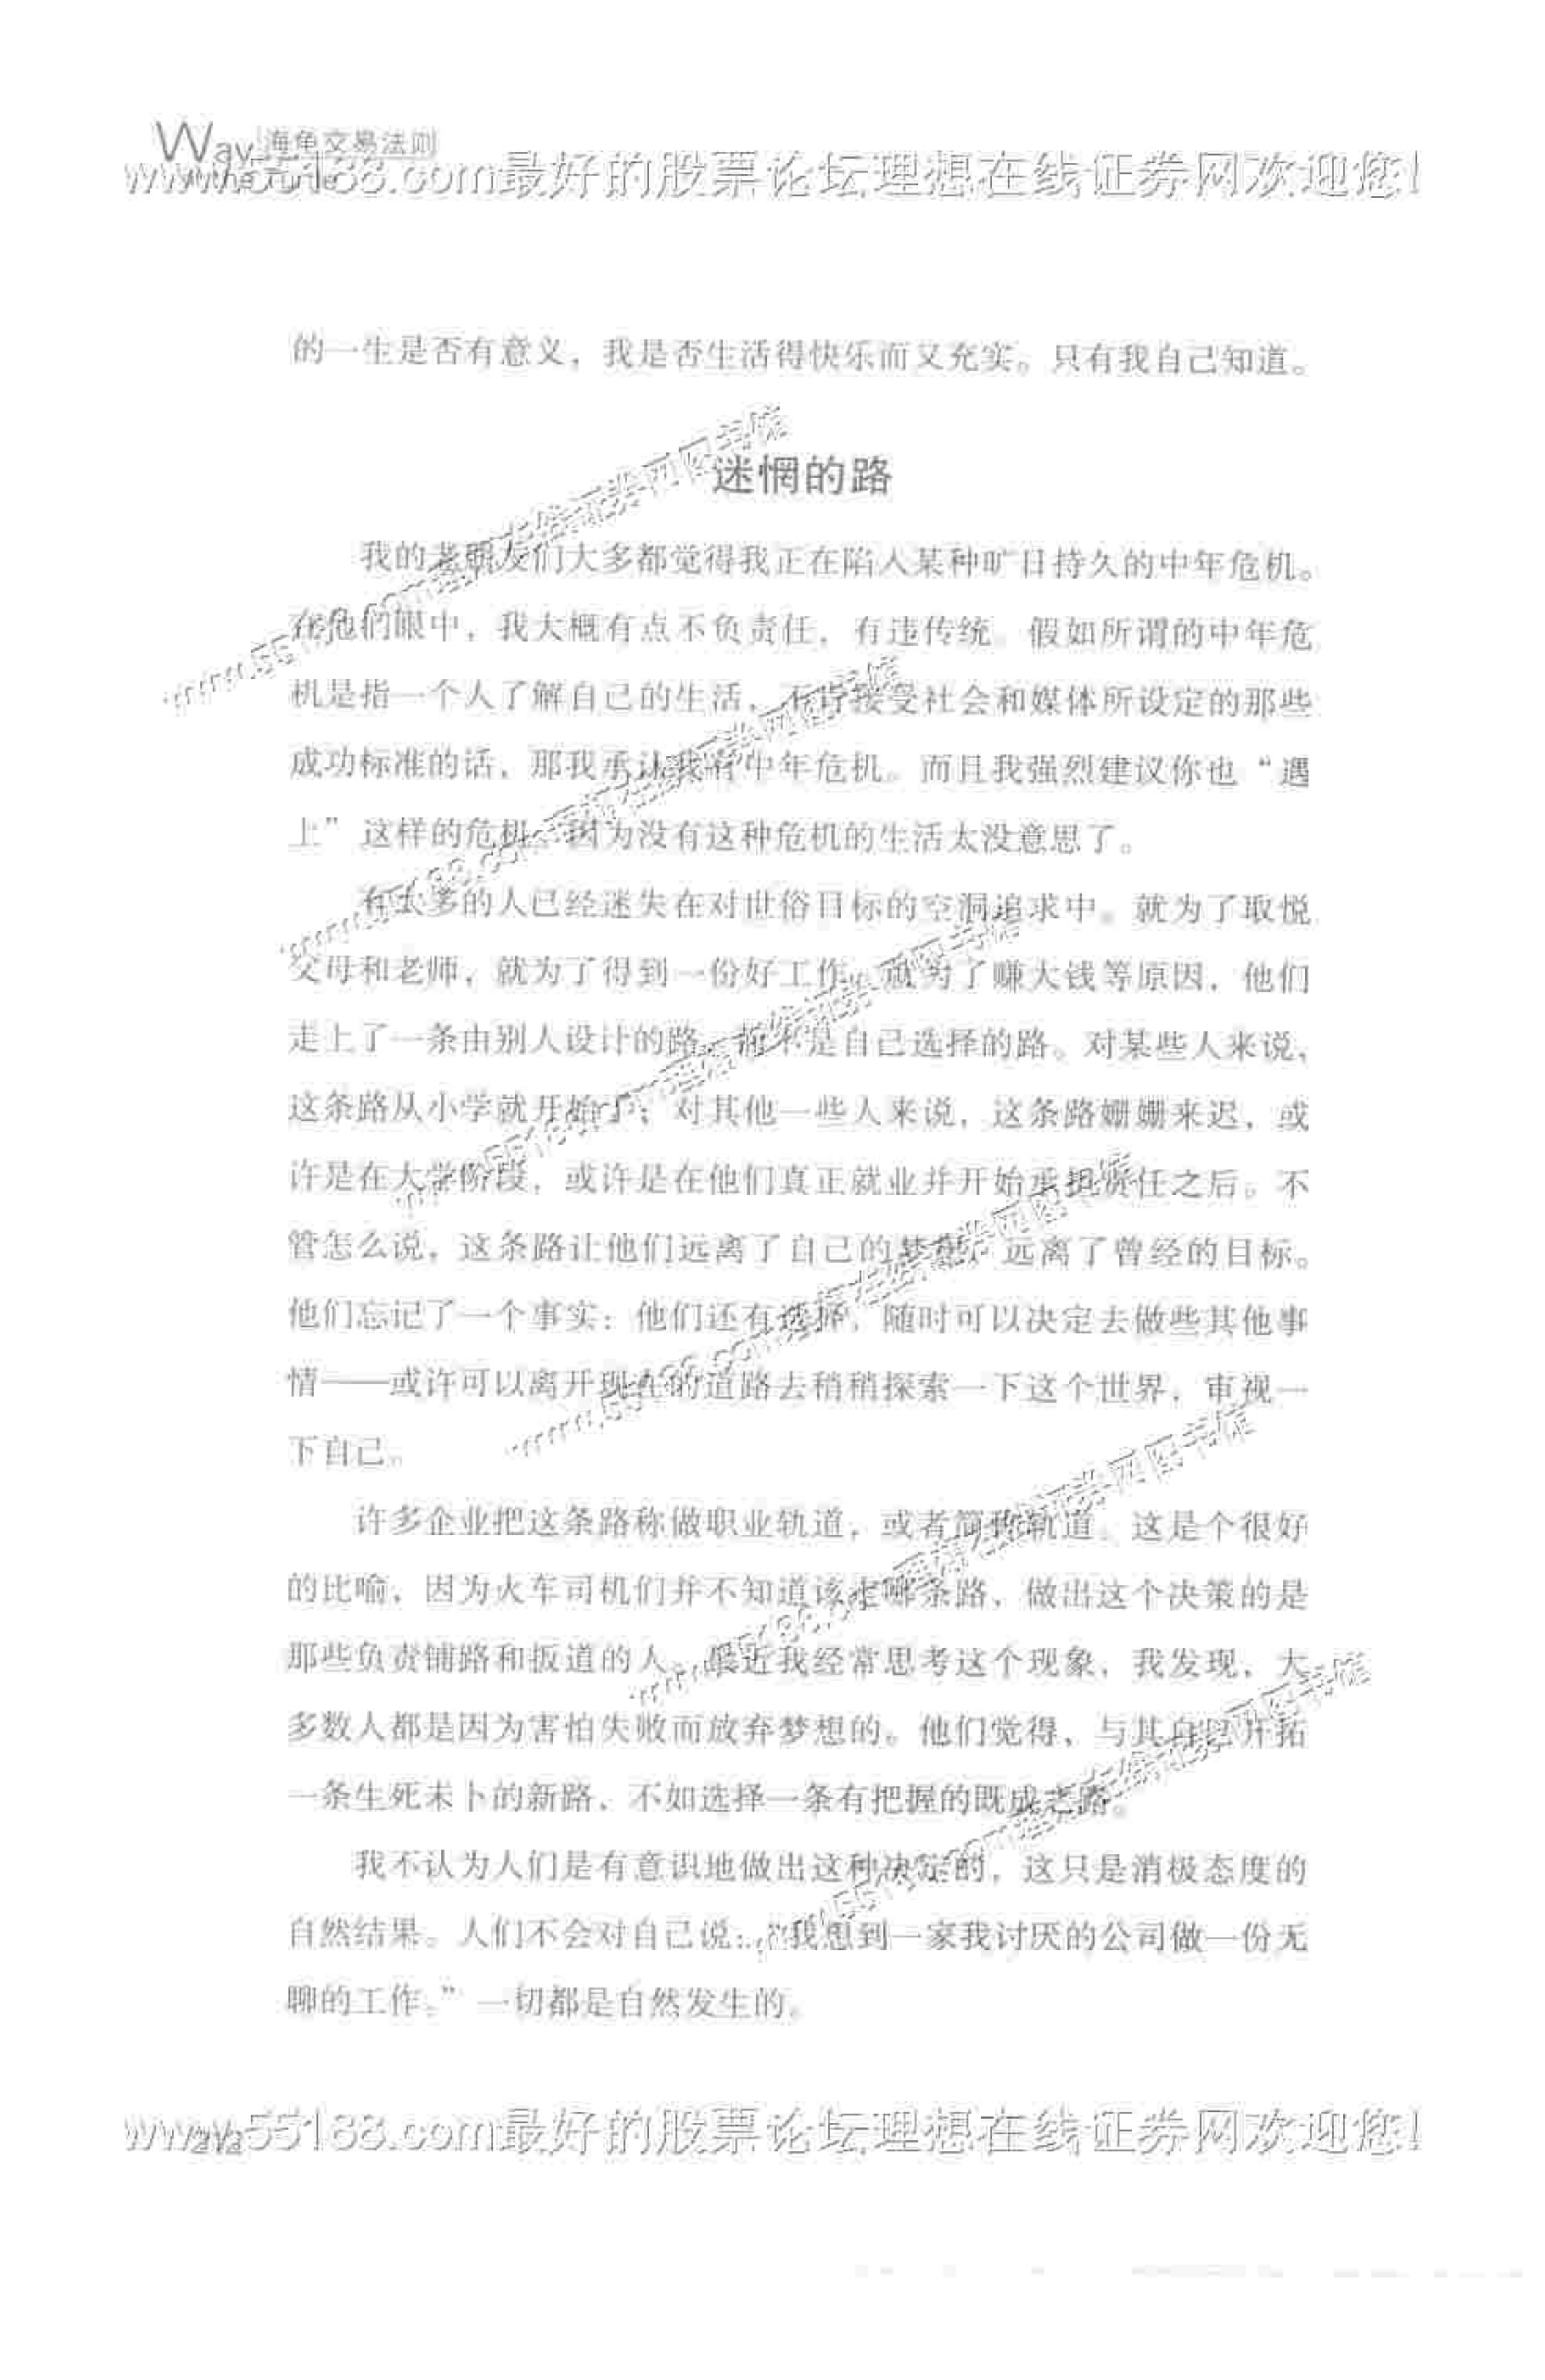 Way 海龟交易法则
of the Turtle
www.55188.com最好的股票论坛理想在线证券网欢迎您!
的一生是否有意义，我是否生活得快乐而又充实。只有我自己知道。
迷惘的路
我的老朋友们大多都觉得我正在陷入某种旷日持久的中年危机。
在他们眼中，我大概有点不负责任，有违传统。假如所谓的中年危
机是指一个人了解自己的生活，不肯接受社会和媒体所设定的那些
成功标准的话，那我承认我有中年危机。而且我强烈建议你也“遇
上”这样的危机，因为没有这种危机的生活太没意思了。
有太多的人已经迷失在对世俗目标的空洞追求中。就为了取悦
父母和老师，就为了得到一份好工作，就为了赚大钱等原因，他们
走上了一条由别人设计的路，而不是自己选择的路。对某些人来说，
这条路从小学就开始了；对其他一些人来说，这条路姗姗来迟，或
许是在大学阶段，或许是在他们真正就业并开始承担责任之后。不
管怎么说，这条路让他们远离了自己的梦想，远离了曾经的目标。
他们忘记了一个事实：他们还有选择，随时可以决定去做些其他事
情——或许可以离开现在的道路去稍稍探索一下这个世界，审视一
下自己。
许多企业把这条路称做职业轨道，或者简称轨道。这是个很好
的比喻，因为火车司机们并不知道该走哪条路，做出这个决策的是
那些负责铺路和扳道的人。最近我经常思考这个现象，我发现，大
多数人都是因为害怕失败而放弃梦想的。他们觉得，与其自己开拓
一条生死未卜的新路，不如选择一条有把握的既成老路。
我不认为人们是有意识地做出这种决定的，这只是消极态度的
自然结果。人们不会对自己说：“我想到一家我讨厌的公司做一份无
聊的工作。”一切都是自然发生的。
www.55188.com最好的股票论坛理想在线证券网欢迎您!